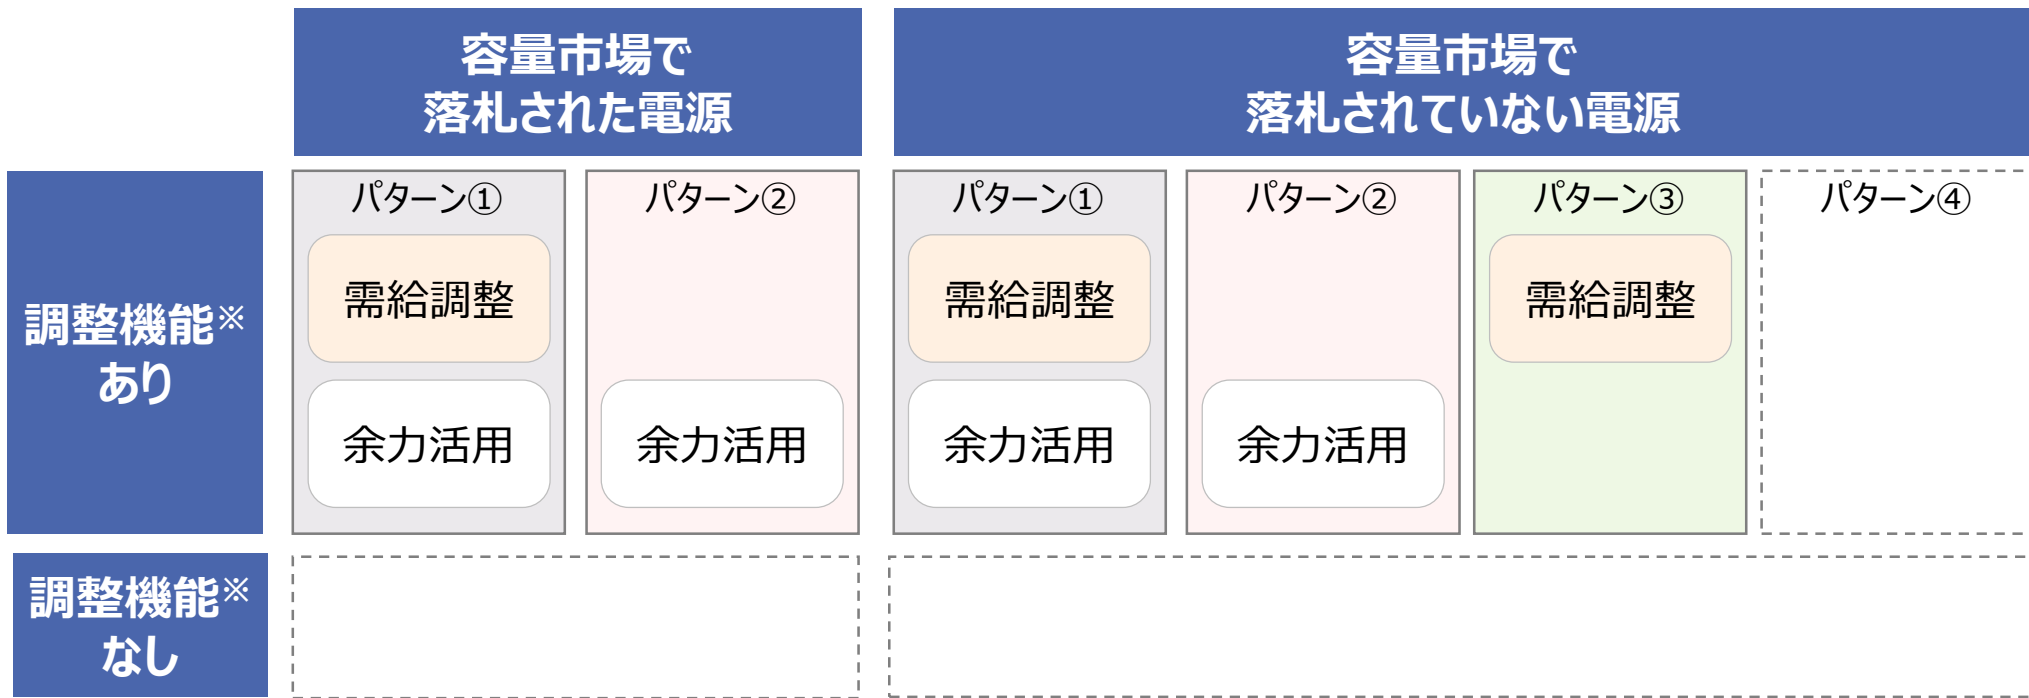 容量市場で
落札された電源
容量市場で
落札されていない電源
調整機能※
あり
パターン①
需給調整
余力活用
パターン②
余力活用
パターン①
需給調整
余力活用
パターン②
余力活用
パターン③
需給調整
パターン④
調整機能※
なし